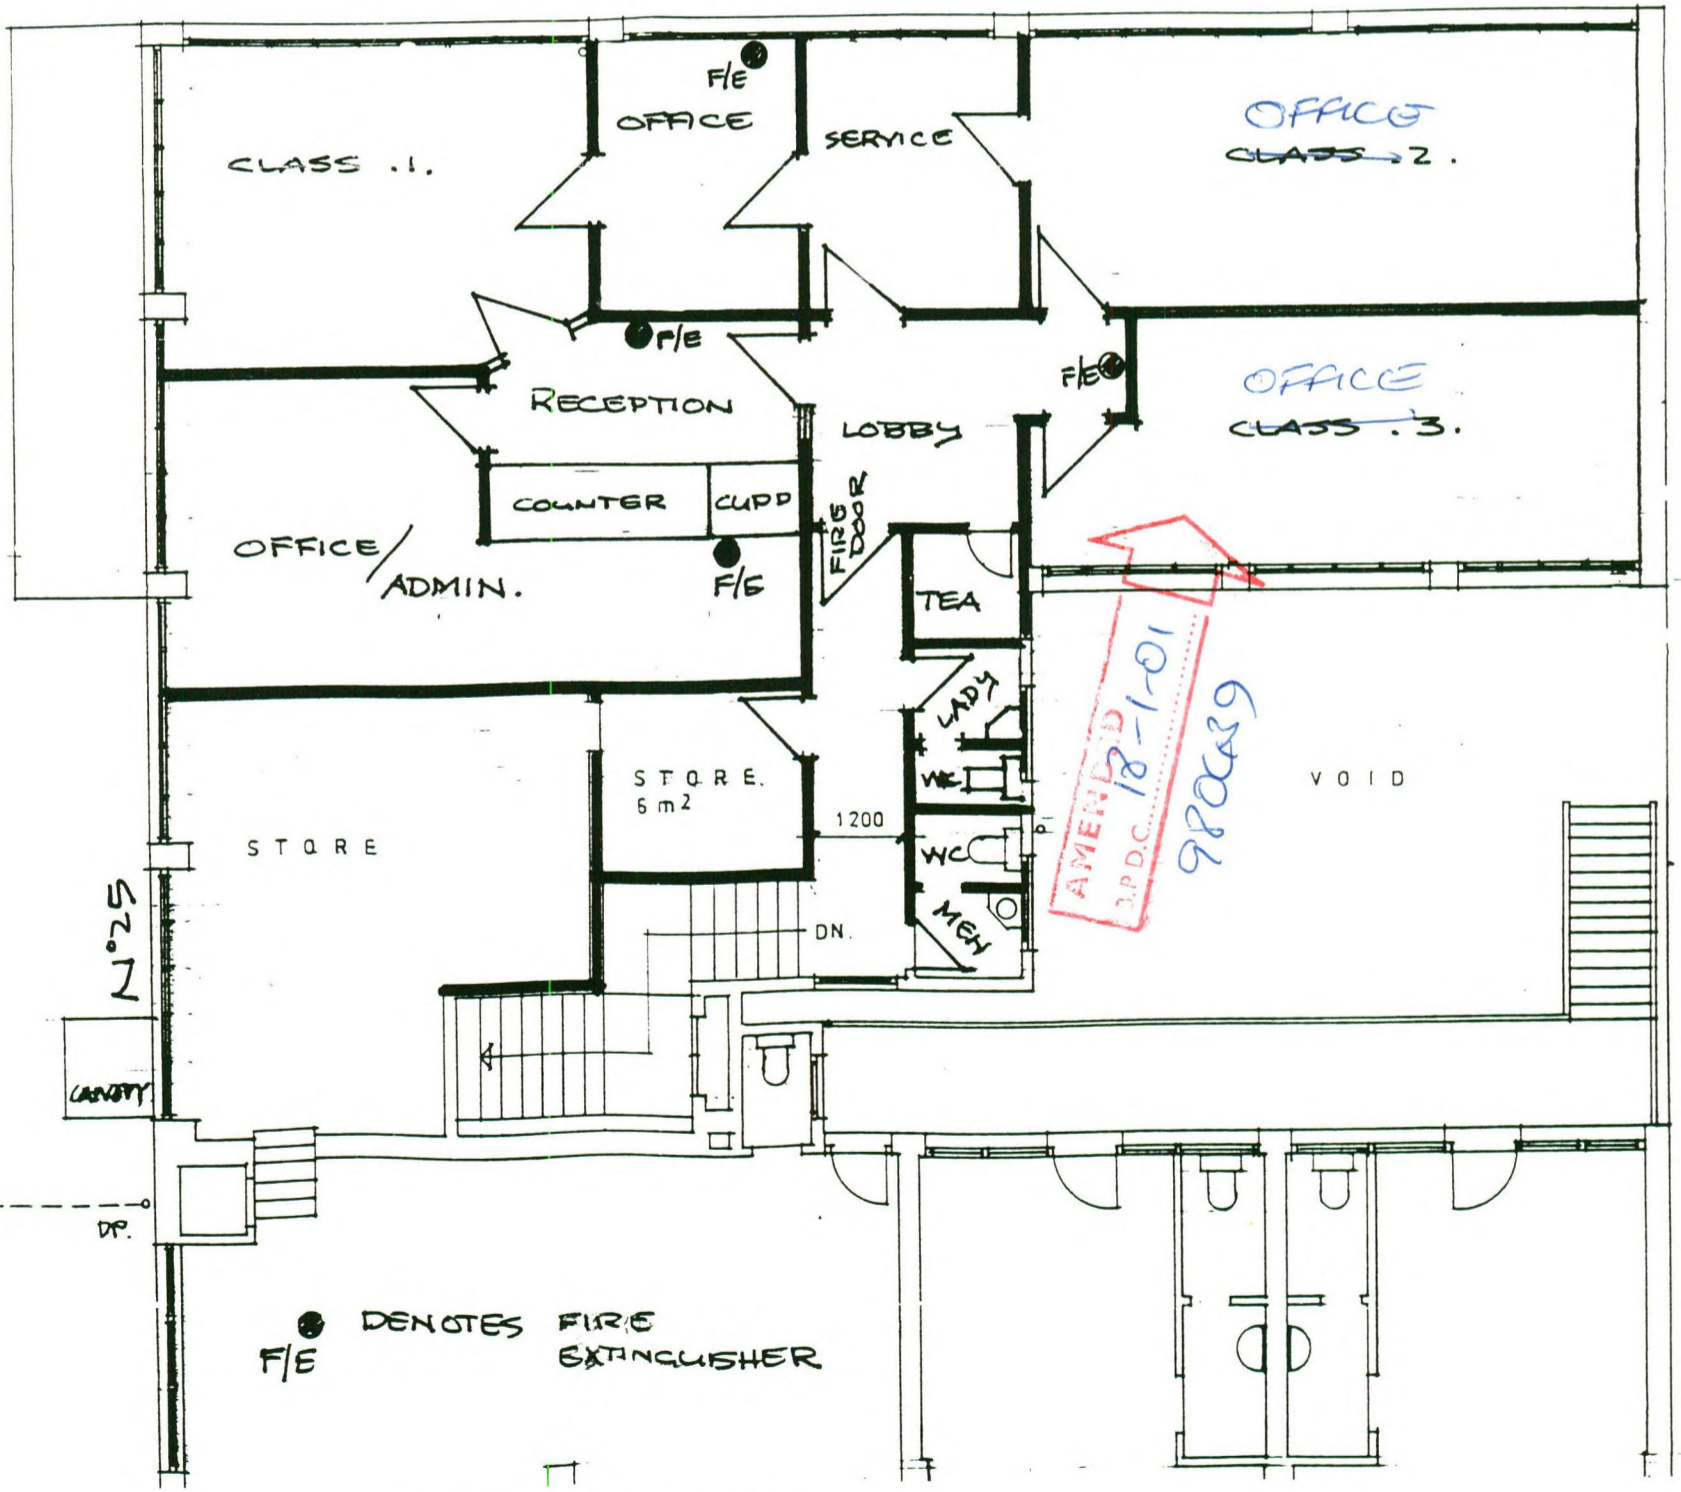 F/E
OFFICE
CLASS .1.
SERVICE
OFFICE
CLASS .2.
F/E
RECEPTION
LOBBY
F/E
OFFICE
CLASS .3.
COUNTER
CUPD
FIRE
DOOR
OFFICE/
ADMIN.
F/E
TEA
LADY
WC
STORE.
6 m2
1200
WC
MEN
STORE
DN.
VOID
AMENDED
18-1-01
B.P.D.C.
N°25
CANOPY
DP.
F/E
DENOTES FIRE
EXTINGUISHER